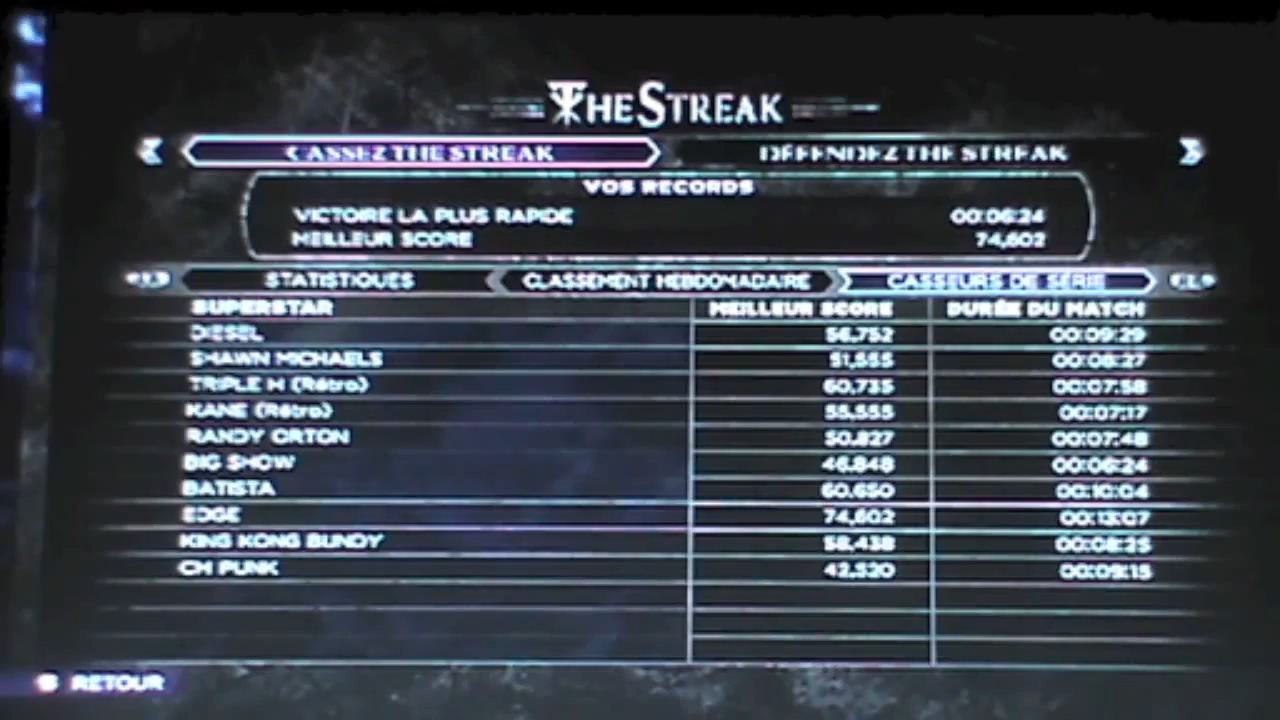 THE STREAK
CASSEZ THE STREAK DÉFENDEZ THE STREAK
VOS RECORDS
VICTOIRE LA PLUS RAPIDE 00:06:24
MEILLEUR SCORE 74,602
STATISTIQUES CLASSEMENT HEBDOMADAIRE CASSEURS DE SÉRIE
SUPERSTAR MEILLEUR SCORE DURÉE DU MATCH
DIESEL 56,752 00:09:29
SHAWN MICHAELS 51,555 00:08:27
TRIPLE H (Rétro) 60,735 00:07:58
KANE (Rétro) 55,555 00:07:17
RANDY ORTON 50,827 00:07:48
BIG SHOW 46,848 00:06:24
BATISTA 60,650 00:10:04
EDGE 74,602 00:13:07
KING KONG BUNDY 58,438 00:08:25
CM PUNK 42,520 00:09:15
RETOUR